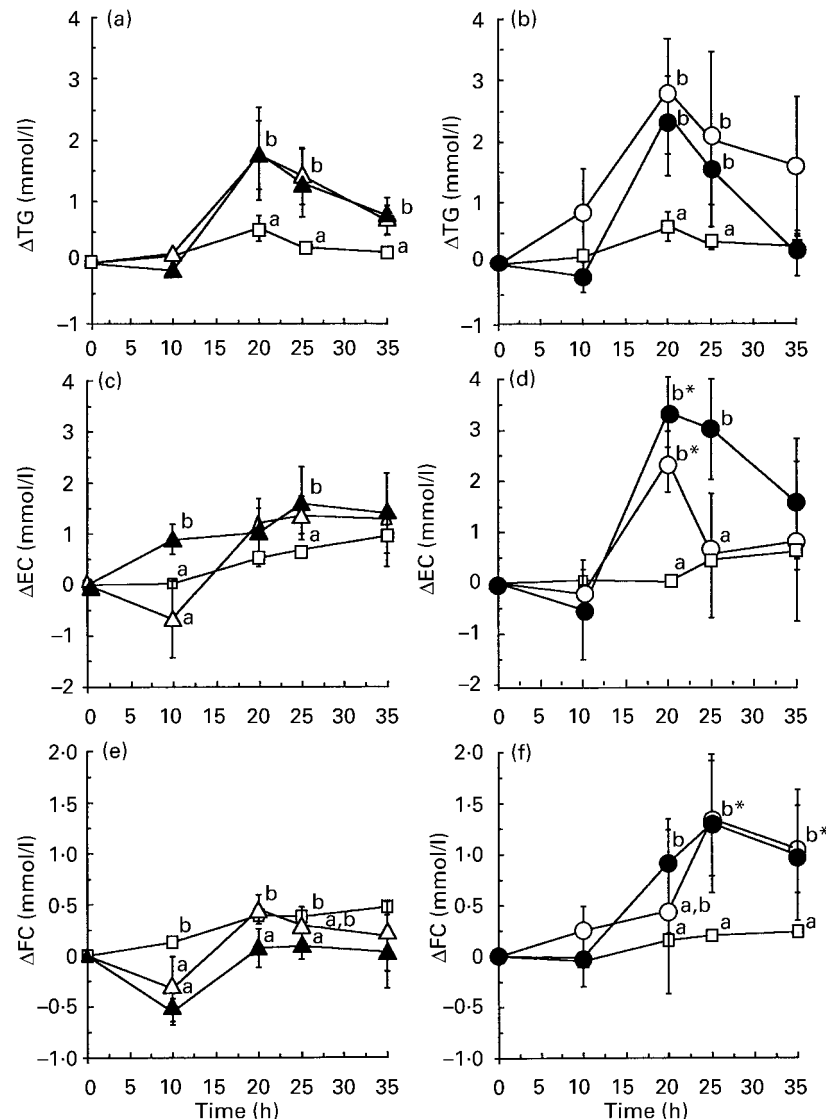 (a)
4
3
2
1
0
−1
ΔTG (mmol/l)
b
b
b
a
a
a
0 5 10 15 20 25 30 35
(b)
4
3
2
1
0
−1
ΔTG (mmol/l)
b
b
b
b
a
a
0 5 10 15 20 25 30 35
(c)
4
3
2
1
0
−1
−2
ΔEC (mmol/l)
b
b
a
a
a
0 5 10 15 20 25 30 35
(d)
4
3
2
1
0
−1
−2
ΔEC (mmol/l)
b*
b
b*
a
a
0 5 10 15 20 25 30 35
(e)
2·0
1·5
1·0
0·5
0
−0·5
−1·0
ΔFC (mmol/l)
b
b
b
a,b
a
a
a
a
0 5 10 15 20 25 30 35
Time (h)
(f)
2·0
1·5
1·0
0·5
0
−0·5
−1·0
ΔFC (mmol/l)
b
b*
b*
a,b
a
a
a
0 5 10 15 20 25 30 35
Time (h)